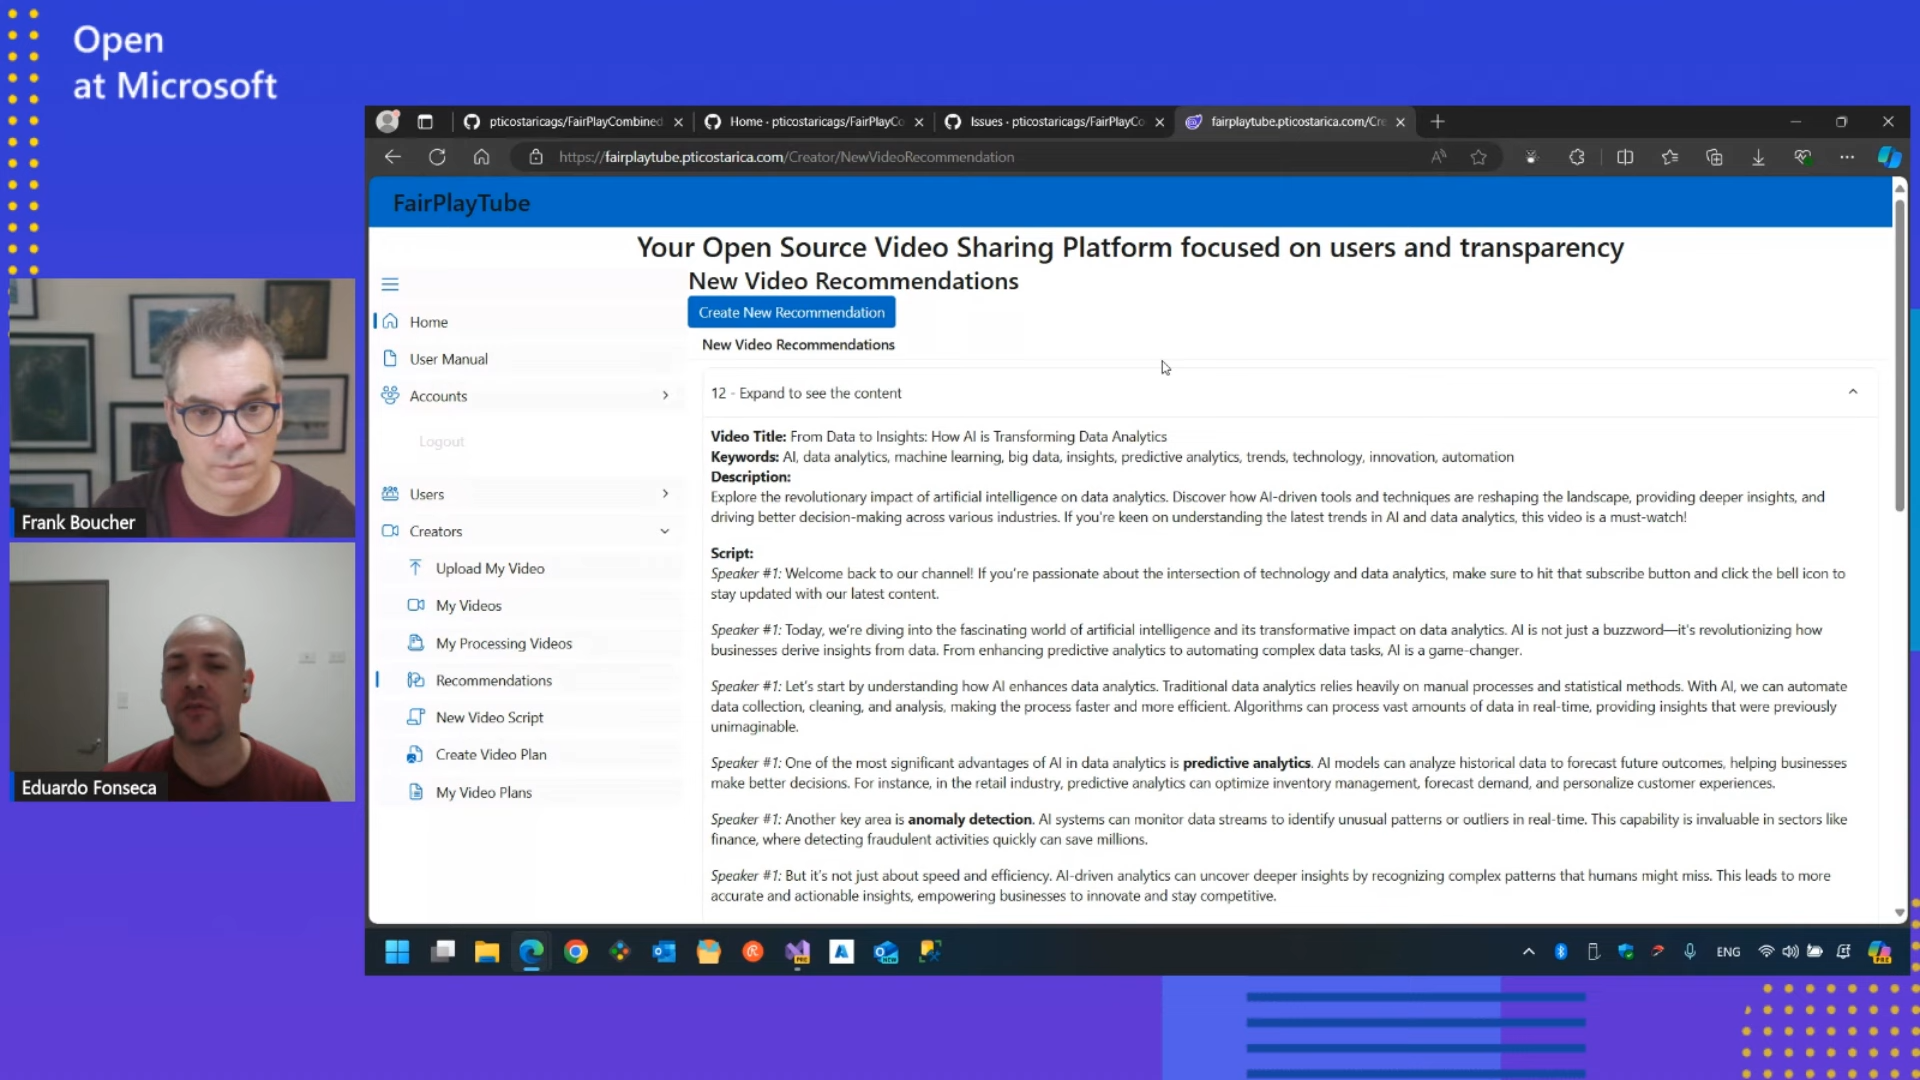 Open
at Microsoft
pticostaricags/FairPlayCombined
Home · pticostaricags/FairPlayCo
Issues · pticostaricags/FairPlayCo
fairplaytube.pticostarica.com/Cre
https://fairplaytube.pticostarica.com/Creator/NewVideoRecommendation
FairPlayTube
Your Open Source Video Sharing Platform focused on users and transparency
New Video Recommendations
Create New Recommendation
New Video Recommendations
Home
User Manual
Accounts
Logout
Users
Creators
Upload My Video
My Videos
My Processing Videos
Recommendations
New Video Script
Create Video Plan
My Video Plans
12 - Expand to see the content
Video Title: From Data to Insights: How AI is Transforming Data Analytics
Keywords: AI, data analytics, machine learning, big data, insights, predictive analytics, trends, technology, innovation, automation
Description:
Explore the revolutionary impact of artificial intelligence on data analytics. Discover how AI-driven tools and techniques are reshaping the landscape, providing deeper insights, and
driving better decision-making across various industries. If you're keen on understanding the latest trends in AI and data analytics, this video is a must-watch!
Script:
Speaker #1: Welcome back to our channel! If you're passionate about the intersection of technology and data analytics, make sure to hit that subscribe button and click the bell icon to
stay updated with our latest content.
Speaker #1: Today, we're diving into the fascinating world of artificial intelligence and its transformative impact on data analytics. AI is not just a buzzword—it's revolutionizing how
businesses derive insights from data. From enhancing predictive analytics to automating complex data tasks, AI is a game-changer.
Speaker #1: Let's start by understanding how AI enhances data analytics. Traditional data analytics relies heavily on manual processes and statistical methods. With AI, we can automate
data collection, cleaning, and analysis, making the process faster and more efficient. Algorithms can process vast amounts of data in real-time, providing insights that were previously
unimaginable.
Speaker #1: One of the most significant advantages of AI in data analytics is predictive analytics. AI models can analyze historical data to forecast future outcomes, helping businesses
make better decisions. For instance, in the retail industry, predictive analytics can optimize inventory management, forecast demand, and personalize customer experiences.
Speaker #1: Another key area is anomaly detection. AI systems can monitor data streams to identify unusual patterns or outliers in real-time. This capability is invaluable in sectors like
finance, where detecting fraudulent activities quickly can save millions.
Speaker #1: But it's not just about speed and efficiency. AI-driven analytics can uncover deeper insights by recognizing complex patterns that humans might miss. This leads to more
accurate and actionable insights, empowering businesses to innovate and stay competitive.
Frank Boucher
Eduardo Fonseca
ENG